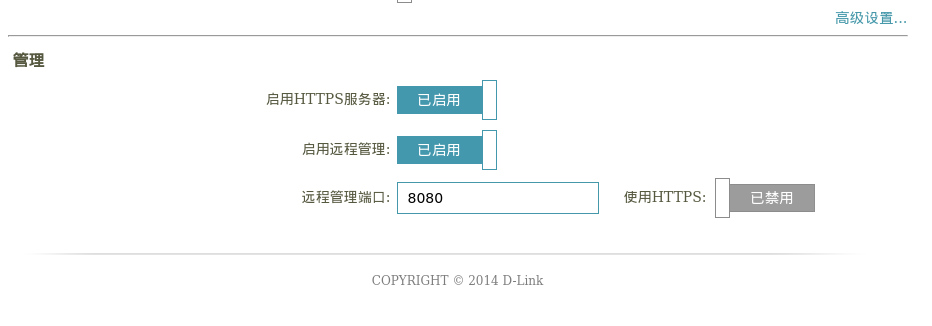 高级设置...
管理
启用HTTPS服务器: 已启用
启用远程管理: 已启用
远程管理端口: 8080 使用HTTPS: 已禁用
COPYRIGHT © 2014 D-Link